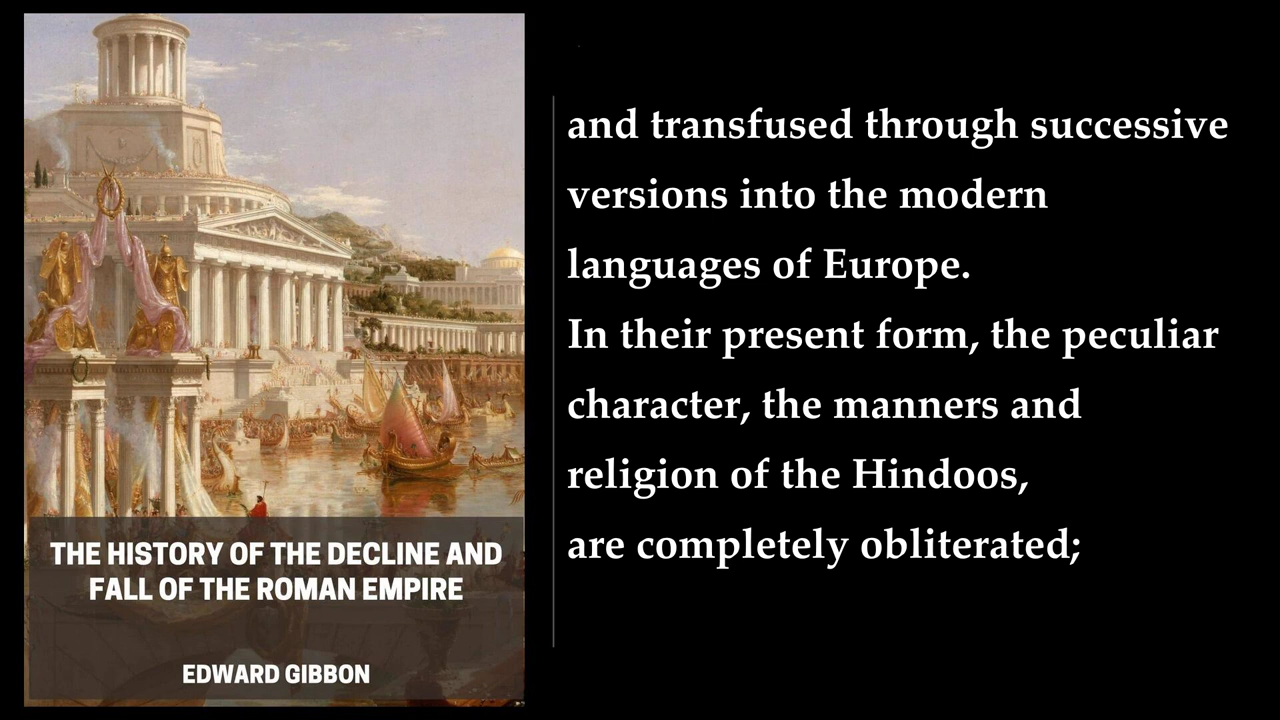 THE HISTORY OF THE DECLINE AND
FALL OF THE ROMAN EMPIRE
EDWARD GIBBON
and transfused through successive
versions into the modern
languages of Europe.
In their present form, the peculiar
character, the manners and
religion of the Hindoos,
are completely obliterated;